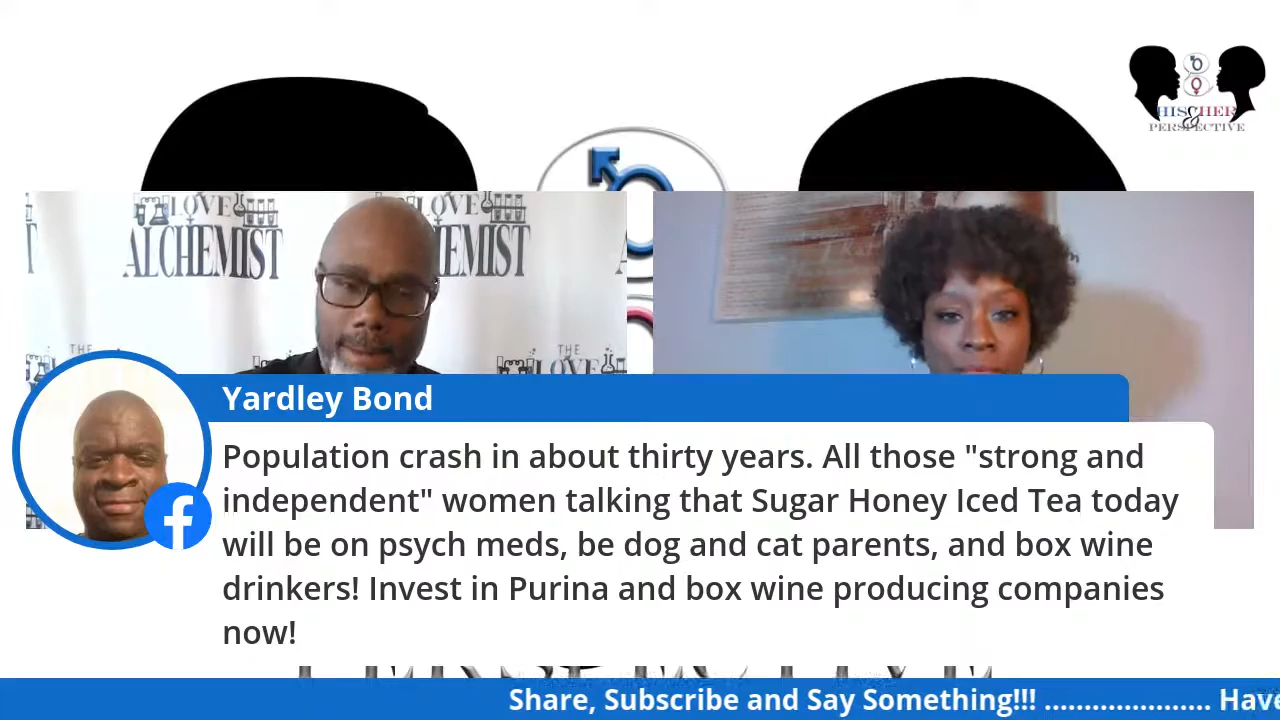 HIS & HER
PERSPECTIVE
LOVE
ALCHEMIST
LOVE
ALCHEMIST
THE
THE
LOVE
Yardley Bond
Population crash in about thirty years. All those "strong and
independent" women talking that Sugar Honey Iced Tea today
will be on psych meds, be dog and cat parents, and box wine
drinkers! Invest in Purina and box wine producing companies
now!
Share, Subscribe and Say Something!!! ..................... Have